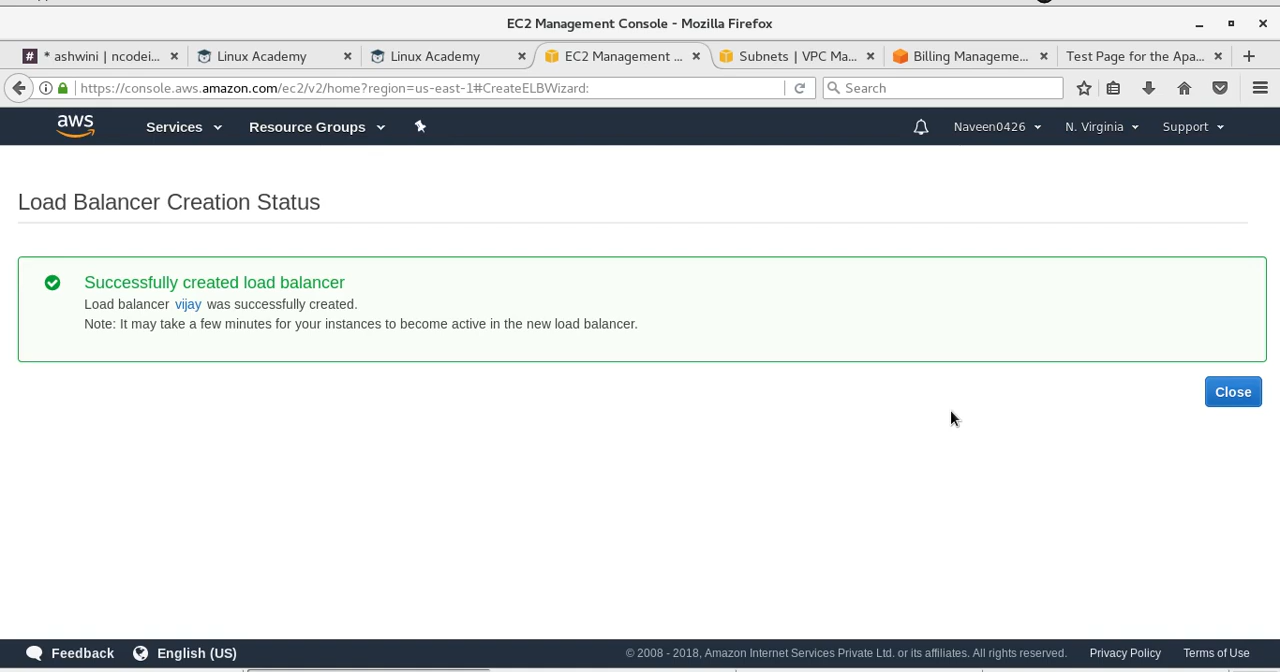 EC2 Management Console - Mozilla Firefox
# * ashwini | ncodei... Linux Academy Linux Academy EC2 Management ... Subnets | VPC Ma... Billing Manageme... Test Page for the Apa...
https://console.aws.amazon.com/ec2/v2/home?region=us-east-1#CreateELBWizard: Search
aws Services Resource Groups Naveen0426 N. Virginia Support
Load Balancer Creation Status
Successfully created load balancer
Load balancer vijay was successfully created.
Note: It may take a few minutes for your instances to become active in the new load balancer.
Close
Feedback English (US) © 2008 - 2018, Amazon Internet Services Private Ltd. or its affiliates. All rights reserved. Privacy Policy Terms of Use